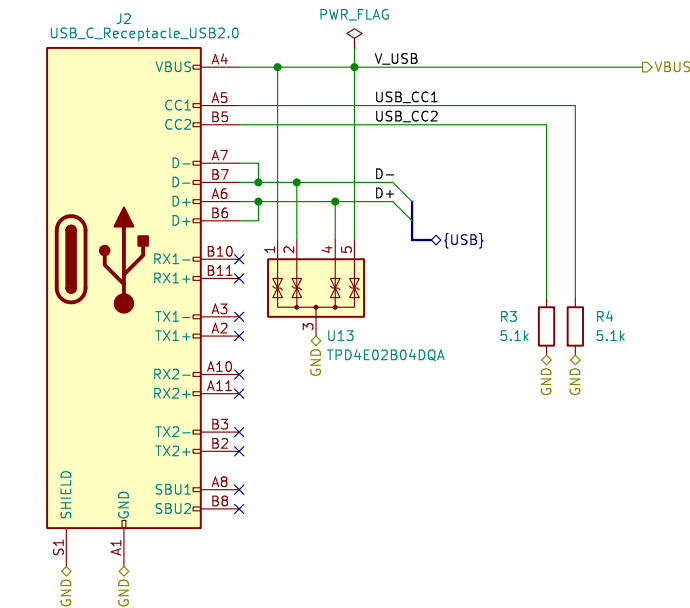 J2
USB_C_Receptacle_USB2.0
PWR_FLAG
VBUS A4 V_USB VBUS
CC1 A5 USB_CC1
CC2 B5 USB_CC2
D- A7
D- B7 D-
D+ A6 D+
D+ B6
{USB}
RX1- B10
RX1+ B11
1 2 4 5
TX1- A3
TX1+ A2
3
U13
TPD4E02B04DQA
GND
R3
5.1k
GND
R4
5.1k
GND
RX2- A10
RX2+ A11
TX2- B3
TX2+ B2
SBU1 A8
SBU2 B8
SHIELD
GND
S1
A1
GND
GND